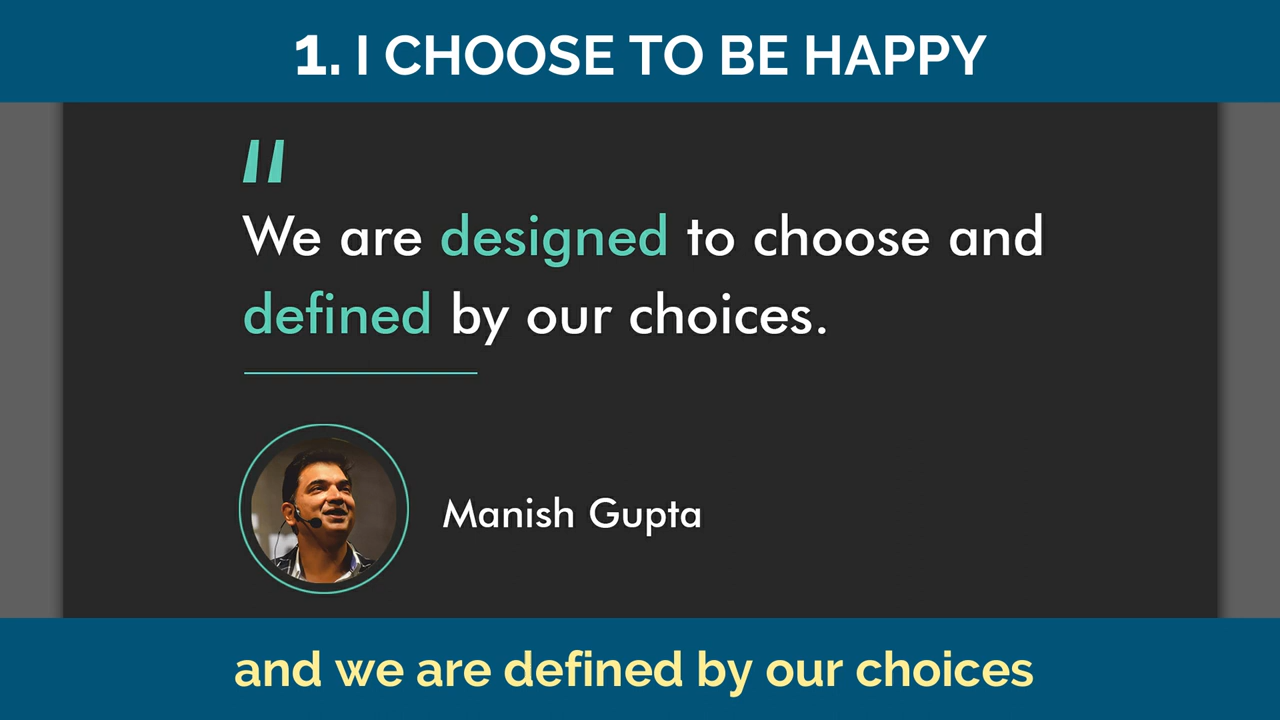 1. I CHOOSE TO BE HAPPY
"
We are designed to choose and
defined by our choices.
Manish Gupta
and we are defined by our choices